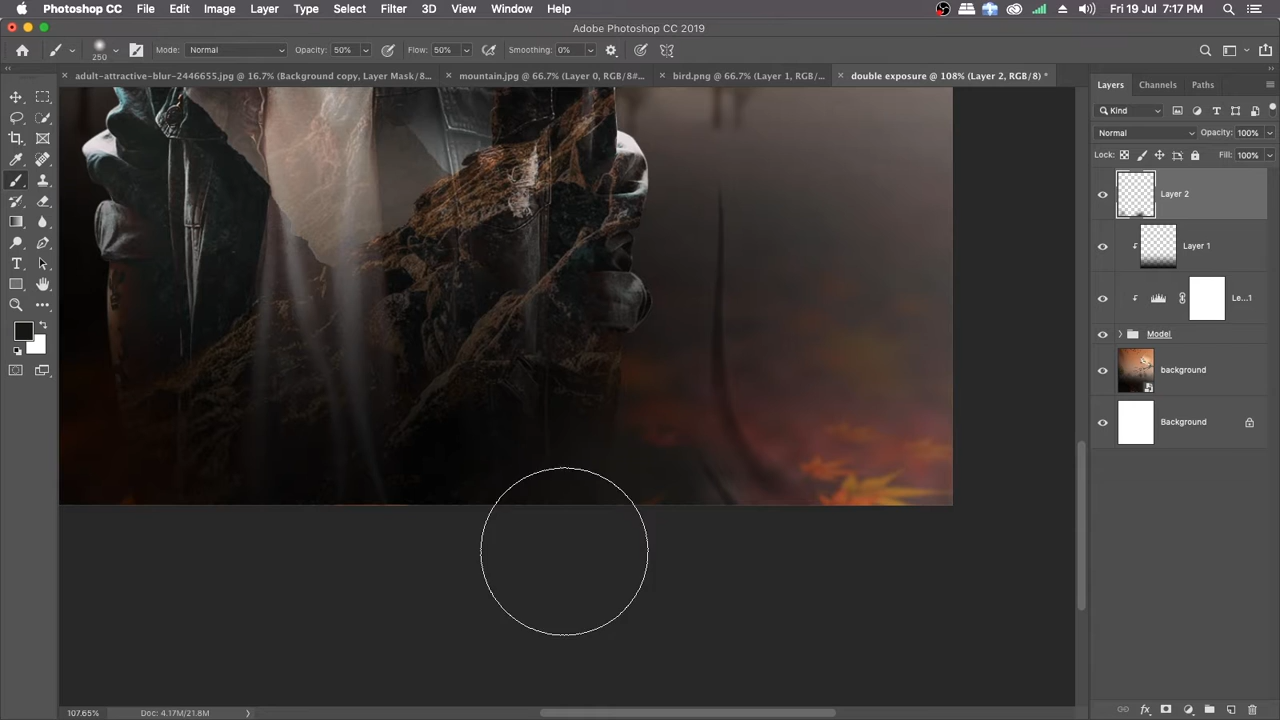 Photoshop CC File Edit Image Layer Type Select Filter 3D View Window Help Fri 19 Jul 7:17 PM
Adobe Photoshop CC 2019
250 Mode: Normal Opacity: 50% Flow: 50% Smoothing: 0%
adult-attractive-blur-2446655.jpg @ 16.7% (Background copy, Layer Mask/8... mountain.jpg @ 66.7% (Layer 0, RGB/8#... bird.png @ 66.7% (Layer 1, RGB/... double exposure @ 108% (Layer 2, RGB/8) *
Layers Channels Paths
Kind
Normal Opacity: 100%
Lock: Fill: 100%
Layer 2
Layer 1
Le...1
Model
background
Background
107.65% Doc: 4.17M/21.8M